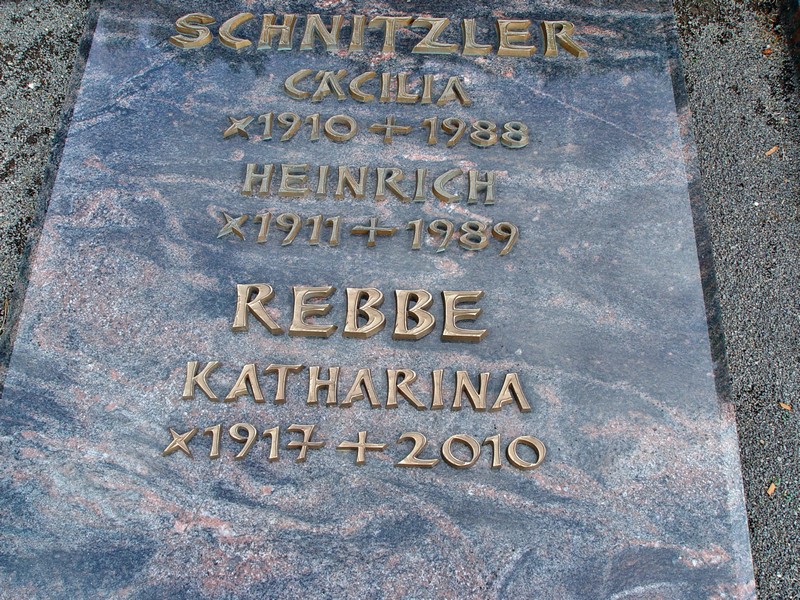 SCHNITZLER
CÄCILIA
×1910 +1988
HEINRICH
×1911 +1989
REBBE
KATHARINA
×1917 +2010